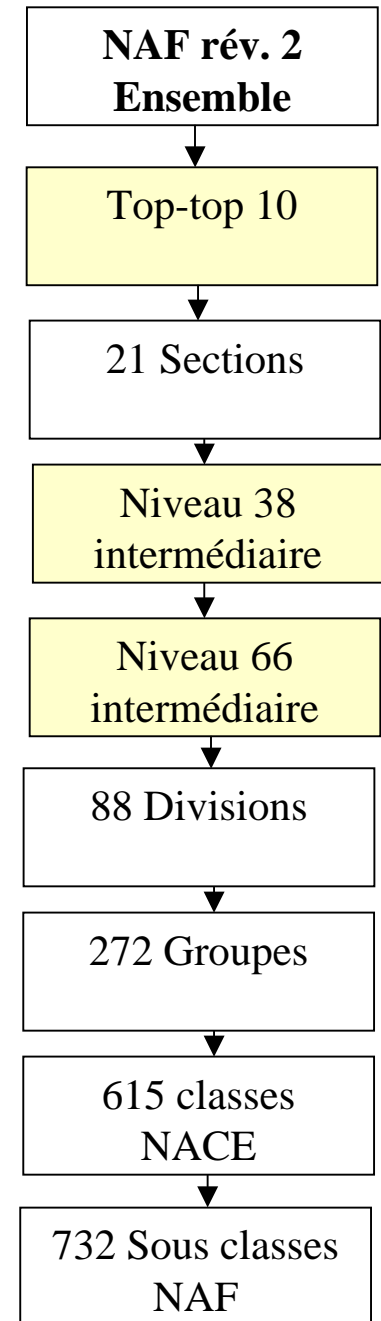 NAF rév. 2
Ensemble
Top-top 10
21 Sections
Niveau 38
intermédiaire
Niveau 66
intermédiaire
88 Divisions
272 Groupes
615 classes
NACE
732 Sous classes
NAF